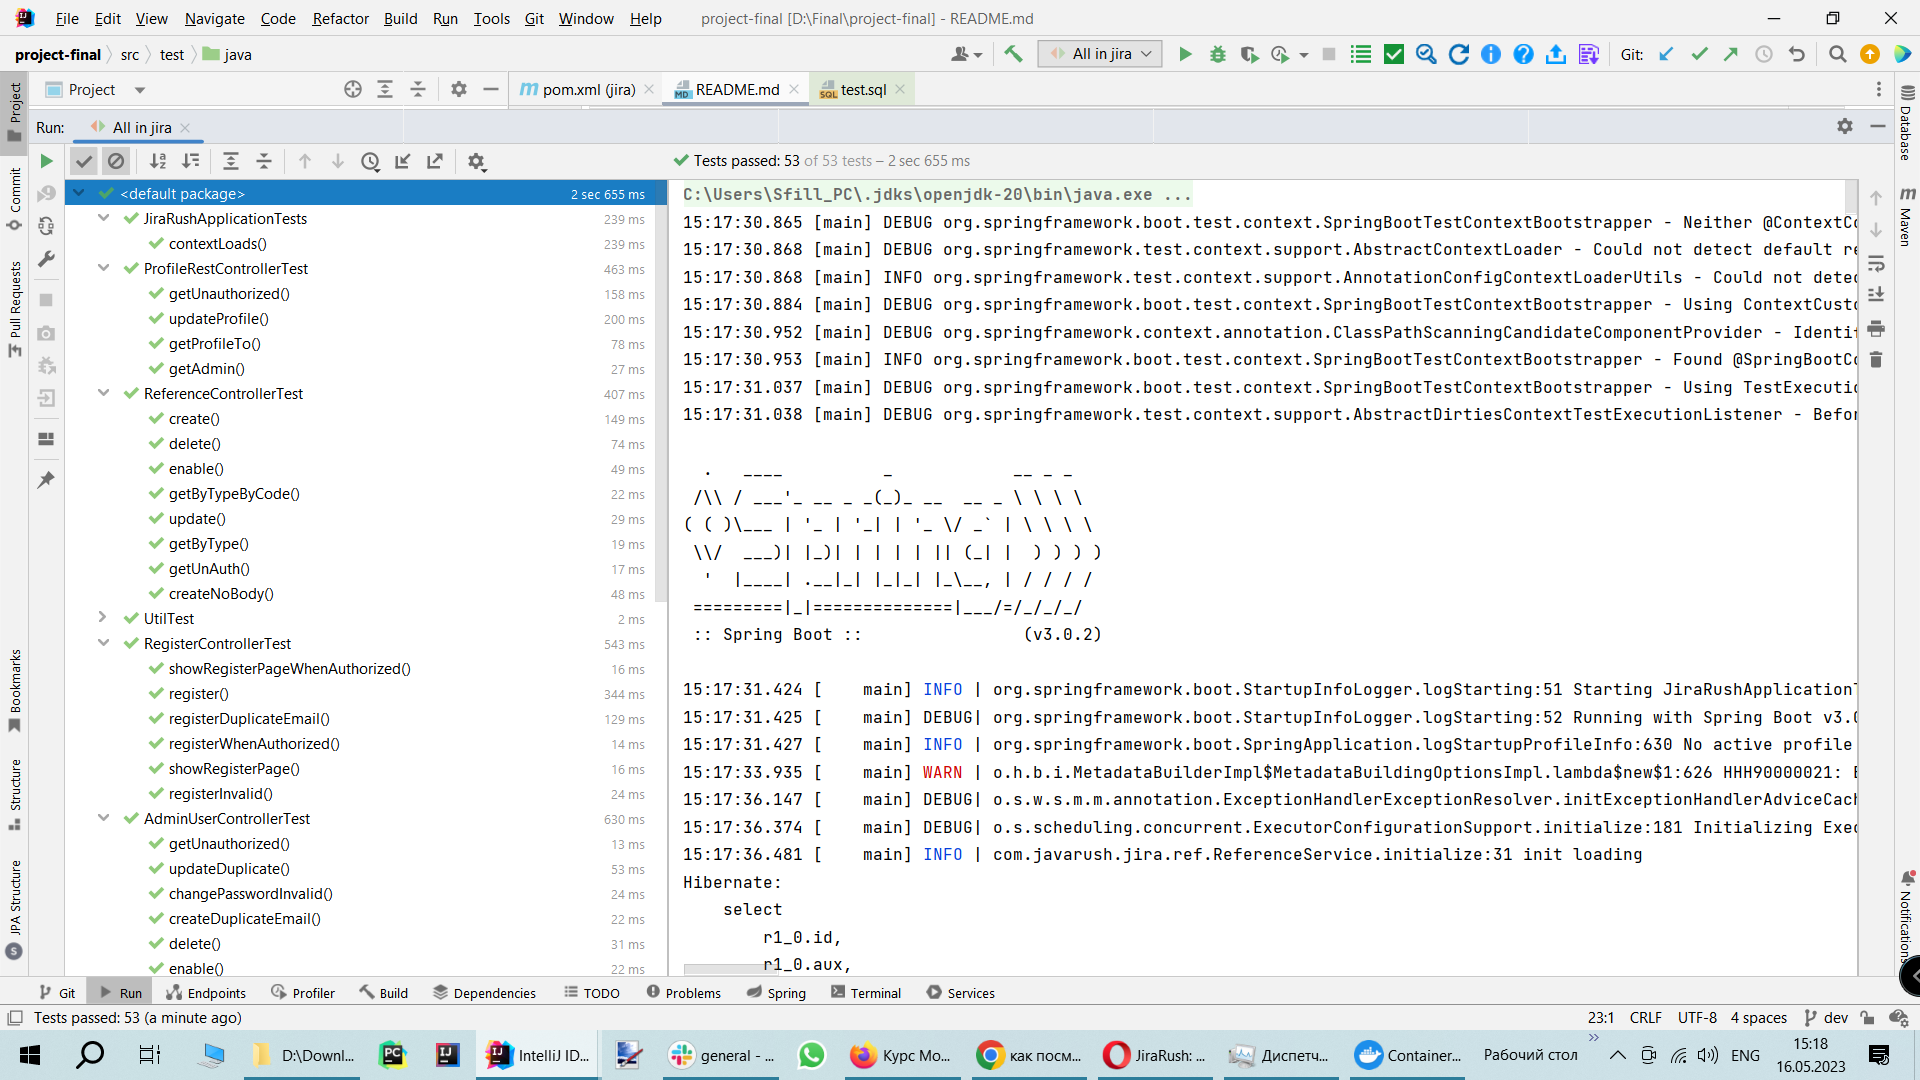 File Edit View Navigate Code Refactor Build Run Tools Git Window Help project-final [D:\Final\project-final] - README.md
project-final src test java All in jira Git:
Project pom.xml (jira) README.md test.sql
Run: All in jira
Tests passed: 53 of 53 tests – 2 sec 655 ms
<default package> 2 sec 655 ms
JiraRushApplicationTests 239 ms
contextLoads() 239 ms
ProfileRestControllerTest 463 ms
getUnauthorized() 158 ms
updateProfile() 200 ms
getProfileTo() 78 ms
getAdmin() 27 ms
ReferenceControllerTest 407 ms
create() 149 ms
delete() 74 ms
enable() 49 ms
getByTypeByCode() 22 ms
update() 29 ms
getByType() 19 ms
getUnAuth() 17 ms
createNoBody() 48 ms
UtilTest 2 ms
RegisterControllerTest 543 ms
showRegisterPageWhenAuthorized() 16 ms
register() 344 ms
registerDuplicateEmail() 129 ms
registerWhenAuthorized() 14 ms
showRegisterPage() 16 ms
registerInvalid() 24 ms
AdminUserControllerTest 630 ms
getUnauthorized() 13 ms
updateDuplicate() 53 ms
changePasswordInvalid() 24 ms
createDuplicateEmail() 22 ms
delete() 31 ms
enable() 22 ms
C:\Users\Sfill_PC\.jdks\openjdk-20\bin\java.exe ...
15:17:30.865 [main] DEBUG org.springframework.boot.test.context.SpringBootTestContextBootstrapper - Neither @ContextCo
15:17:30.868 [main] DEBUG org.springframework.test.context.support.AbstractContextLoader - Could not detect default re
15:17:30.868 [main] INFO org.springframework.test.context.support.AnnotationConfigContextLoaderUtils - Could not detec
15:17:30.884 [main] DEBUG org.springframework.boot.test.context.SpringBootTestContextBootstrapper - Using ContextCusto
15:17:30.952 [main] DEBUG org.springframework.context.annotation.ClassPathScanningCandidateComponentProvider - Identif
15:17:30.953 [main] INFO org.springframework.boot.test.context.SpringBootTestContextBootstrapper - Found @SpringBootCo
15:17:31.037 [main] DEBUG org.springframework.boot.test.context.SpringBootTestContextBootstrapper - Using TestExecutio
15:17:31.038 [main] DEBUG org.springframework.test.context.support.AbstractDirtiesContextTestExecutionListener - Befor
  .   ____          _            __ _ _
 /\\ / ___'_ __ _ _(_)_ __  __ _ \ \ \ \
( ( )\___ | '_ | '_| | '_ \/ _` | \ \ \ \
 \\/  ___)| |_)| | | | | || (_| |  ) ) ) )
  '  |____| .__|_| |_|_| |_\__, | / / / /
 =========|_|==============|___/=/_/_/_/
 :: Spring Boot ::                (v3.0.2)
15:17:31.424 [    main] INFO | org.springframework.boot.StartupInfoLogger.logStarting:51 Starting JiraRushApplicationT
15:17:31.425 [    main] DEBUG| org.springframework.boot.StartupInfoLogger.logStarting:52 Running with Spring Boot v3.0
15:17:31.427 [    main] INFO | org.springframework.boot.SpringApplication.logStartupProfileInfo:630 No active profile
15:17:33.935 [    main] WARN | o.h.b.i.MetadataBuilderImpl$MetadataBuildingOptionsImpl.lambda$new$1:626 HHH90000021: E
15:17:36.147 [    main] DEBUG| o.s.w.s.m.m.annotation.ExceptionHandlerExceptionResolver.initExceptionHandlerAdviceCach
15:17:36.374 [    main] DEBUG| o.s.scheduling.concurrent.ExecutorConfigurationSupport.initialize:181 Initializing Exec
15:17:36.481 [    main] INFO | com.javarush.jira.ref.ReferenceService.initialize:31 init loading
Hibernate:
select
r1_0.id,
r1_0.aux,
Project
Commit
Pull Requests
Bookmarks
Structure
JPA Structure
Database
Maven
Notifications
Git Run Endpoints Profiler Build Dependencies TODO Problems Spring Terminal Services
Tests passed: 53 (a minute ago) 23:1 CRLF UTF-8 4 spaces dev
D:\Downl... IntelliJ ID... general - ... Курс Mo... как посм... JiraRush: ... Диспетч... Container... Рабочий стол ENG 15:18
16.05.2023